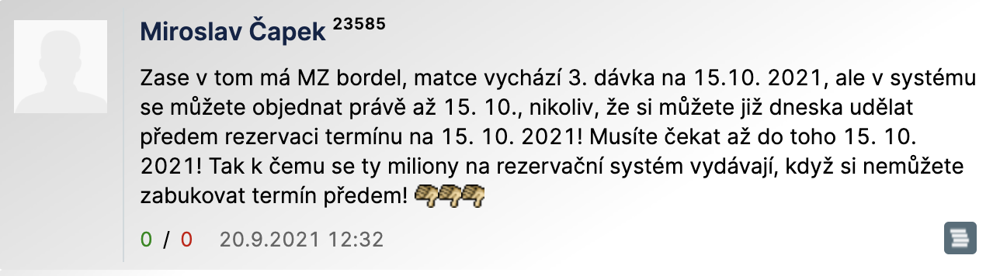 Miroslav Čapek 23585
Zase v tom má MZ bordel, matce vychází 3. dávka na 15.10. 2021, ale v systému
se můžete objednat právě až 15. 10., nikoliv, že si můžete již dneska udělat
předem rezervaci termínu na 15. 10. 2021! Musíte čekat až do toho 15. 10.
2021! Tak k čemu se ty miliony na rezervační systém vydávají, když si nemůžete
zabukovat termín předem! 👎👎👎
0 / 0 20.9.2021 12:32